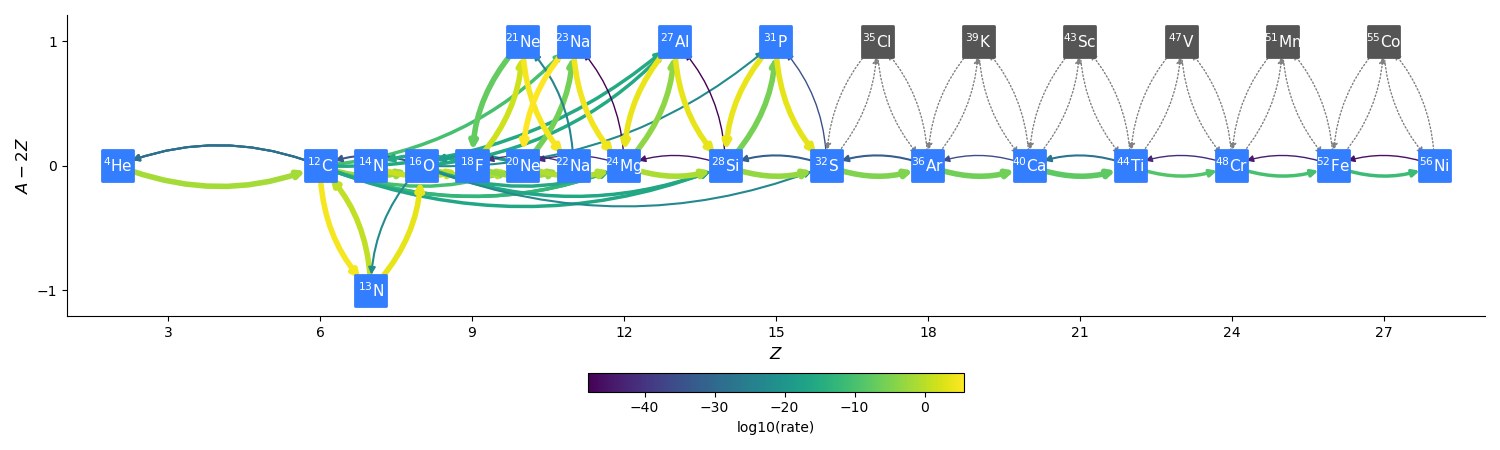 1
21Ne 23Na 27Al 31P 35Cl 39K 43Sc 47V 51Mn 55Co
A − 2Z
0
4He 12C 14N 16O 18F 20Ne 22Na 24Mg 28Si 32S 36Ar 40Ca 44Ti 48Cr 52Fe 56Ni
−1
13N
3 6 9 12 15 18 21 24 27
Z
−40 −30 −20 −10 0
log10(rate)